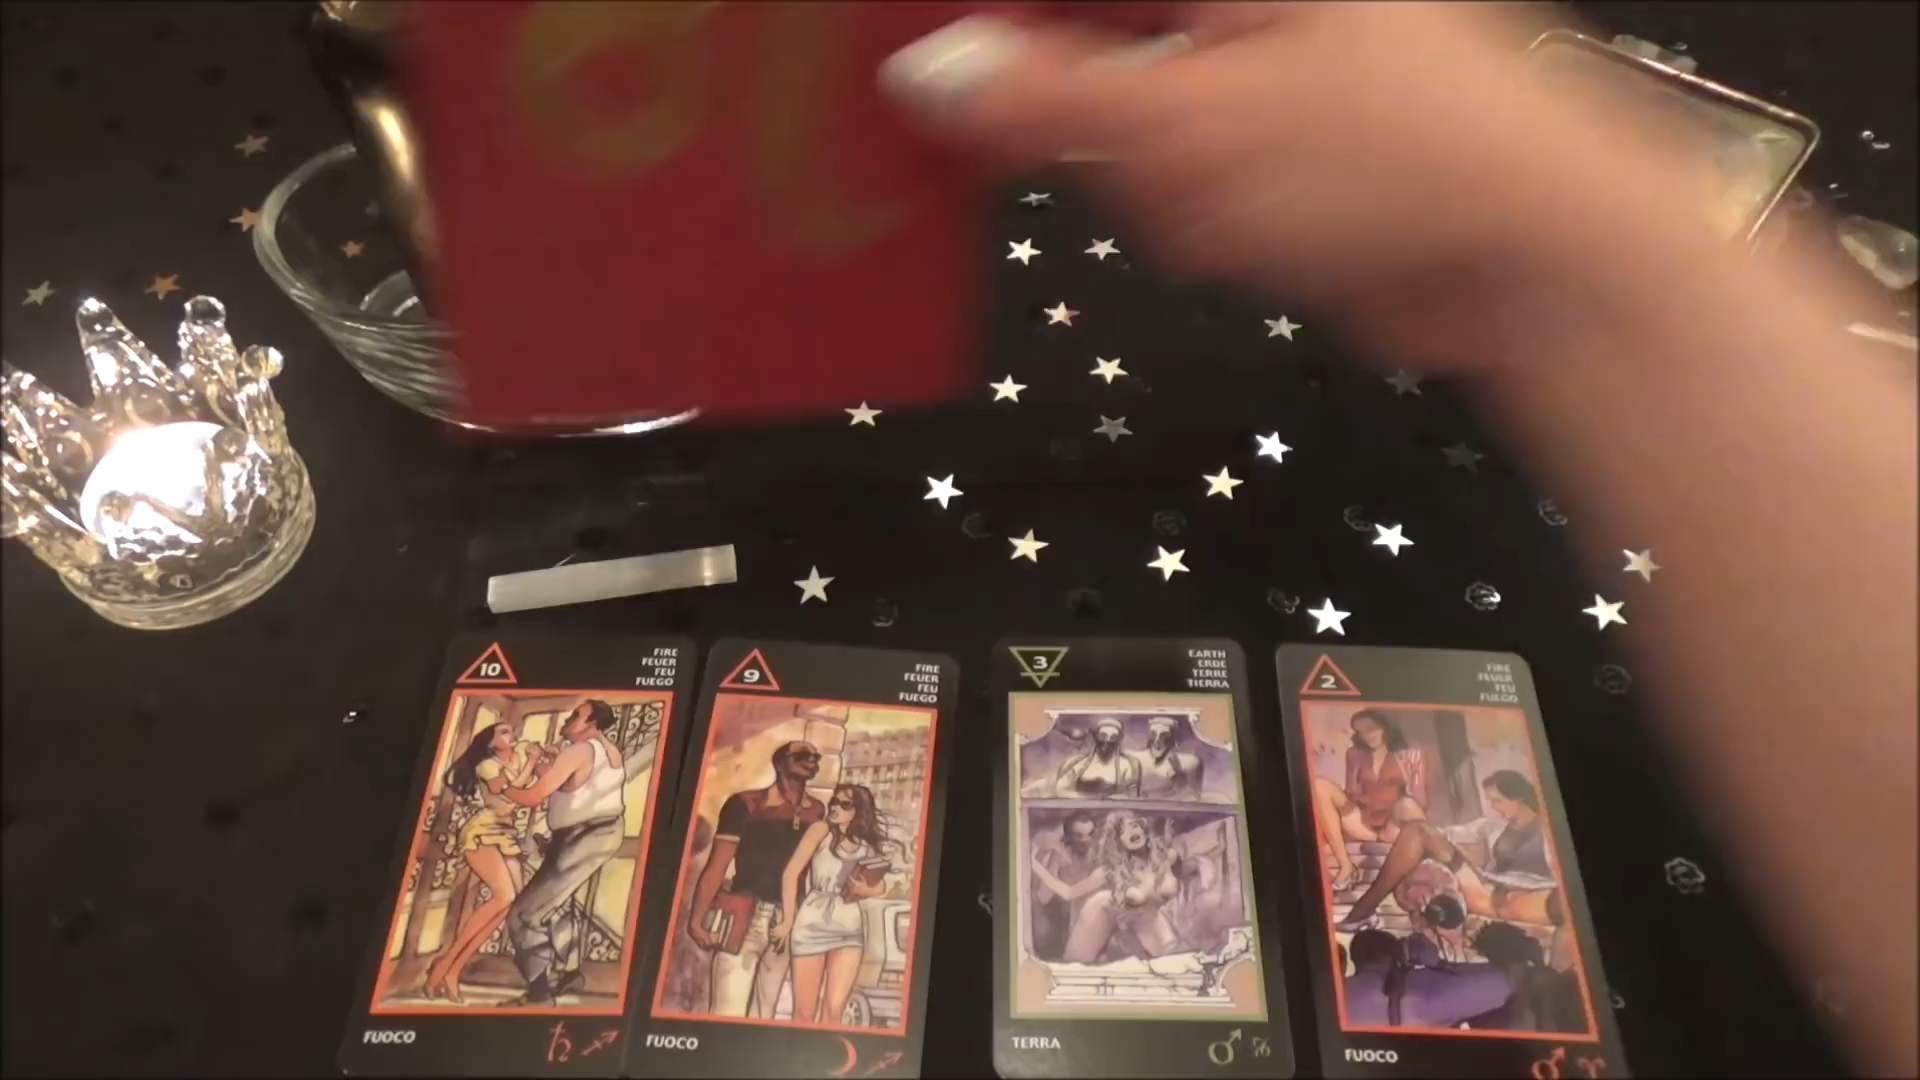 10
FIRE
FEUER
FEU
FUEGO
FUOCO
9
FIRE
FEUER
FEU
FUEGO
FUOCO
3
EARTH
ERDE
TERRE
TIERRA
TERRA
2
FIRE
FEUER
FEU
FUEGO
FUOCO